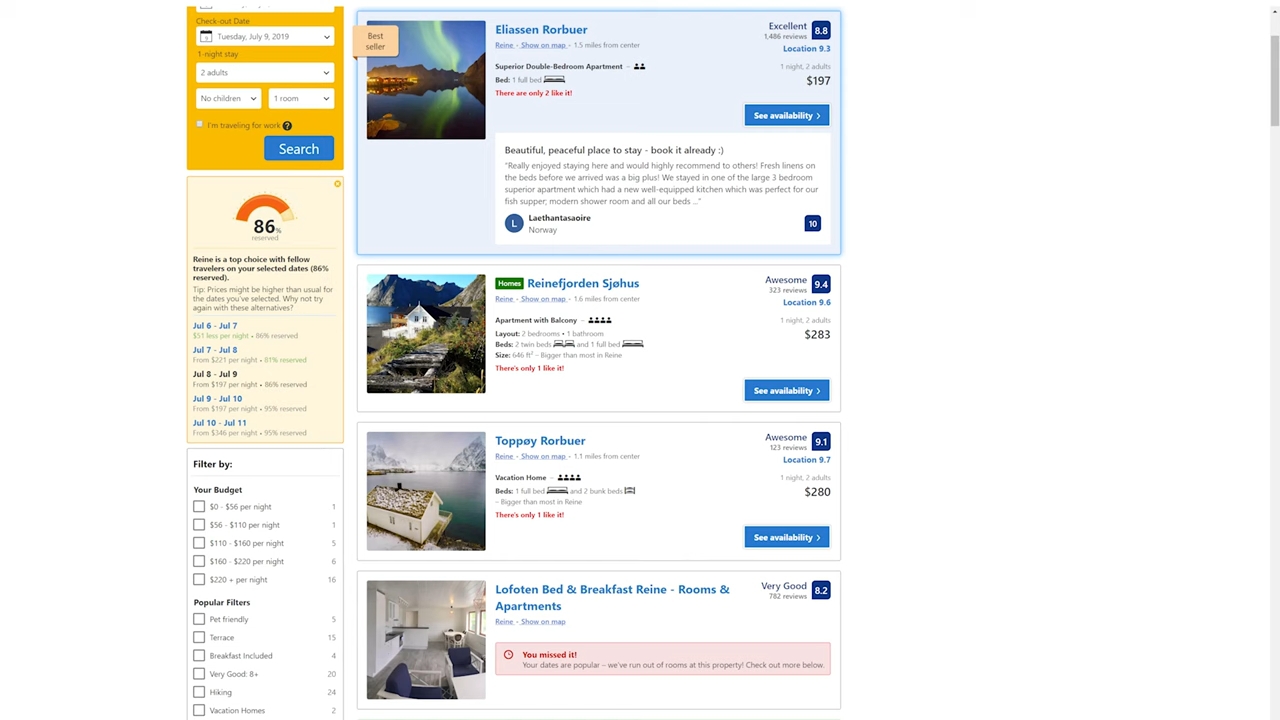 Check-out Date
Tuesday, July 9, 2019
1-night stay
2 adults
No children
1 room
I'm traveling for work
Search
86%
reserved
Reine is a top choice with fellow
travelers on your selected dates (86%
reserved).
Tip: Prices might be higher than usual for
the dates you've selected. Why not try
again with these alternatives?
Jul 6 - Jul 7
$51 less per night • 86% reserved
Jul 7 - Jul 8
From $221 per night • 81% reserved
Jul 8 - Jul 9
From $197 per night • 86% reserved
Jul 9 - Jul 10
From $197 per night • 95% reserved
Jul 10 - Jul 11
From $346 per night • 95% reserved
Filter by:
Your Budget
$0 - $56 per night 1
$56 - $110 per night 1
$110 - $160 per night 5
$160 - $220 per night 6
$220 + per night 16
Popular Filters
Pet friendly 5
Terrace 15
Breakfast Included 4
Very Good: 8+ 20
Hiking 24
Vacation Homes 2
Best
seller
Eliassen Rorbuer
Reine - Show on map - 1.5 miles from center
Superior Double-Bedroom Apartment –
Bed: 1 full bed
There are only 2 like it!
Excellent 8.8
1,486 reviews
Location 9.3
1 night, 2 adults
$197
See availability
Beautiful, peaceful place to stay - book it already :)
"Really enjoyed staying here and would highly recommend to others! Fresh linens on
the beds before we arrived was a big plus! We stayed in one of the large 3 bedroom
superior apartment which had a new well-equipped kitchen which was perfect for our
fish supper; modern shower room and all our beds ..."
L
Laethantasaoire
Norway
10
Homes Reinefjorden Sjøhus
Reine - Show on map - 1.6 miles from center
Apartment with Balcony –
Layout: 2 bedrooms • 1 bathroom
Beds: 2 twin beds and 1 full bed
Size: 646 ft² – Bigger than most in Reine
There's only 1 like it!
Awesome 9.4
323 reviews
Location 9.6
1 night, 2 adults
$283
See availability
Toppøy Rorbuer
Reine - Show on map - 1.1 miles from center
Vacation Home –
Beds: 1 full bed and 2 bunk beds
– Bigger than most in Reine
There's only 1 like it!
Awesome 9.1
123 reviews
Location 9.7
1 night, 2 adults
$280
See availability
Lofoten Bed & Breakfast Reine - Rooms &
Apartments
Reine - Show on map
Very Good 8.2
782 reviews
You missed it!
Your dates are popular – we've run out of rooms at this property! Check out more below.